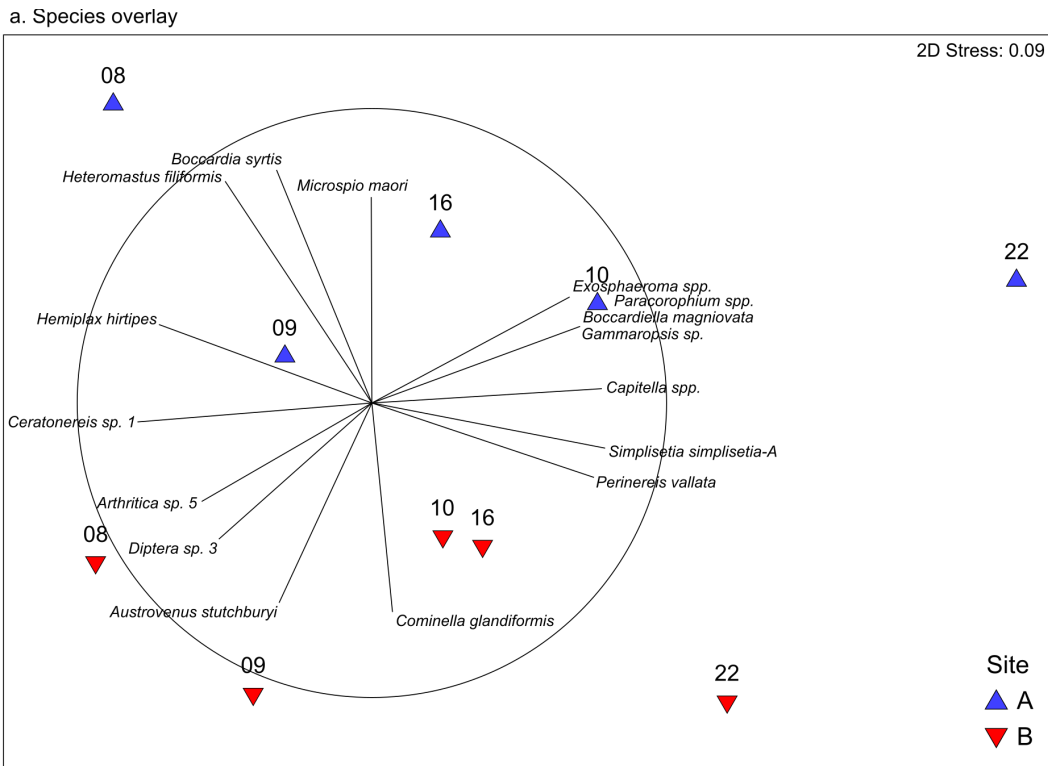 a. Species overlay
2D Stress: 0.09
08
Boccardia syrtis
Heteromastus filiformis
Microspio maori
16
22
10
Exosphaeroma spp.
Paracorophium spp.
Boccardiella magniovata
Gammaropsis sp.
Hemiplax hirtipes
09
Capitella spp.
Ceratonereis sp. 1
Simplisetia simplisetia-A
Perinereis vallata
Arthritica sp. 5
10
16
08
Diptera sp. 3
Austrovenus stutchburyi
Cominella glandiformis
09
22
Site
A
B